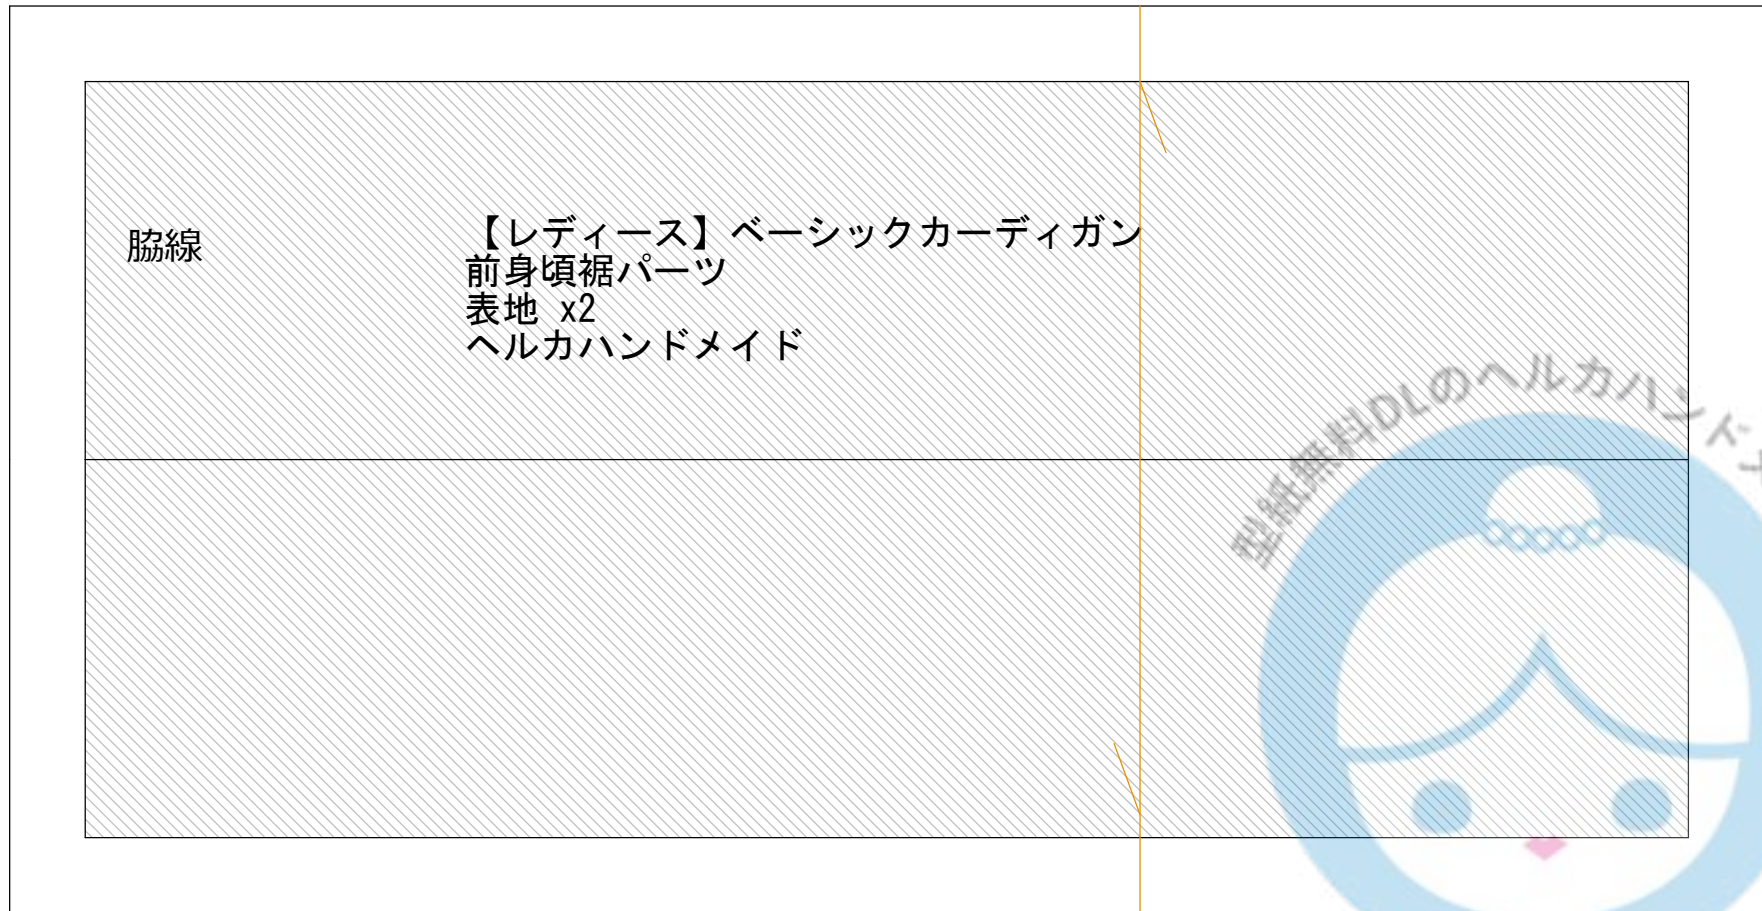 脇線
【レディース】ベーシックカーディガン
前身頃裾パーツ
表地 x2
ヘルカハンドメイド
型紙無料DLのヘルカハンドメ